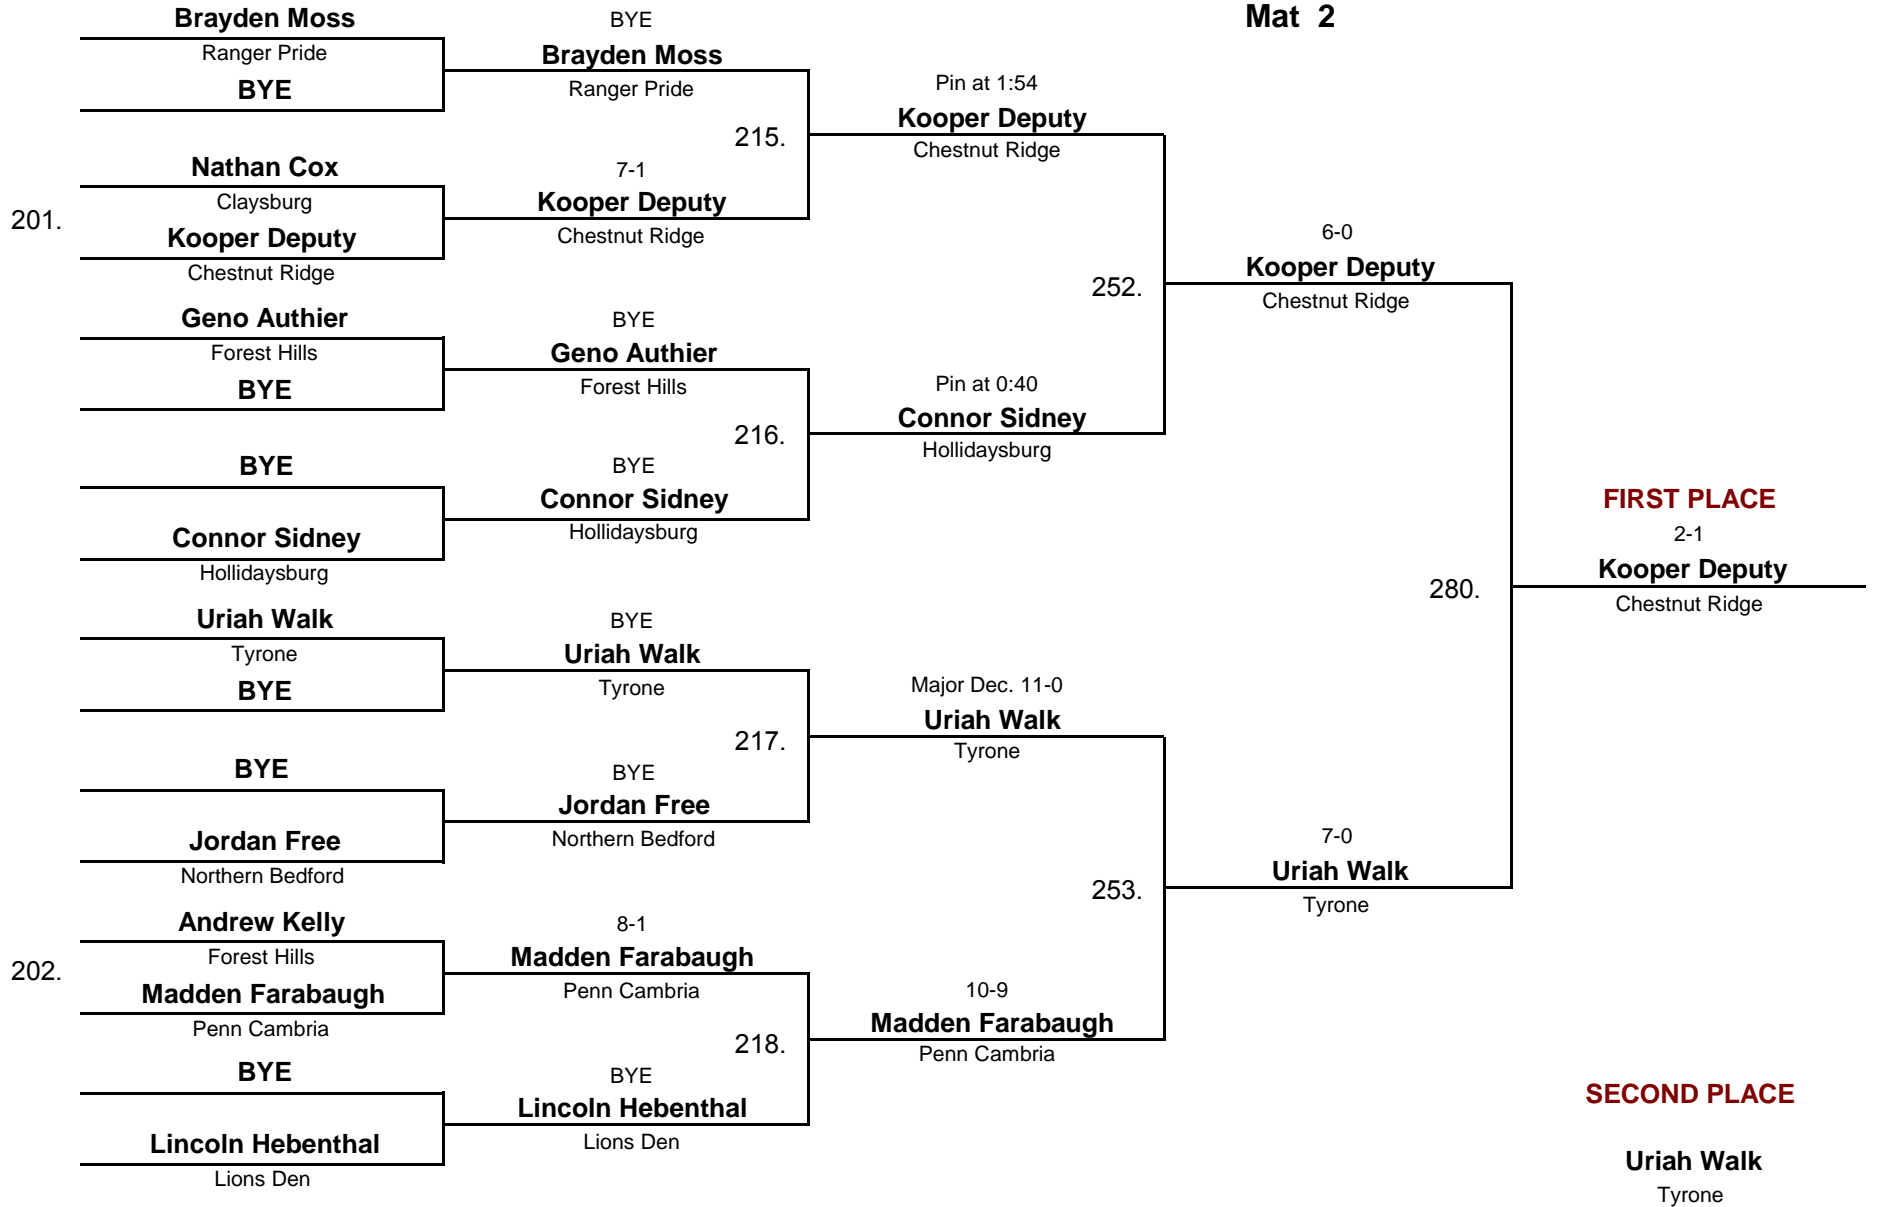 Mat 2
Brayden Moss
Ranger Pride
BYE
201.
Nathan Cox
Claysburg
Kooper Deputy
Chestnut Ridge
Geno Authier
Forest Hills
BYE
BYE
Connor Sidney
Hollidaysburg
Uriah Walk
Tyrone
BYE
BYE
Jordan Free
Northern Bedford
202.
Andrew Kelly
Forest Hills
Madden Farabaugh
Penn Cambria
BYE
Lincoln Hebenthal
Lions Den
BYE
Brayden Moss
Ranger Pride
215.
7-1
Kooper Deputy
Chestnut Ridge
BYE
Geno Authier
Forest Hills
216.
BYE
Connor Sidney
Hollidaysburg
BYE
Uriah Walk
Tyrone
217.
BYE
Jordan Free
Northern Bedford
8-1
Madden Farabaugh
Penn Cambria
218.
BYE
Lincoln Hebenthal
Lions Den
Pin at 1:54
Kooper Deputy
Chestnut Ridge
252.
Pin at 0:40
Connor Sidney
Hollidaysburg
Major Dec. 11-0
Uriah Walk
Tyrone
253.
10-9
Madden Farabaugh
Penn Cambria
6-0
Kooper Deputy
Chestnut Ridge
280.
7-0
Uriah Walk
Tyrone
FIRST PLACE
2-1
Kooper Deputy
Chestnut Ridge
SECOND PLACE
Uriah Walk
Tyrone